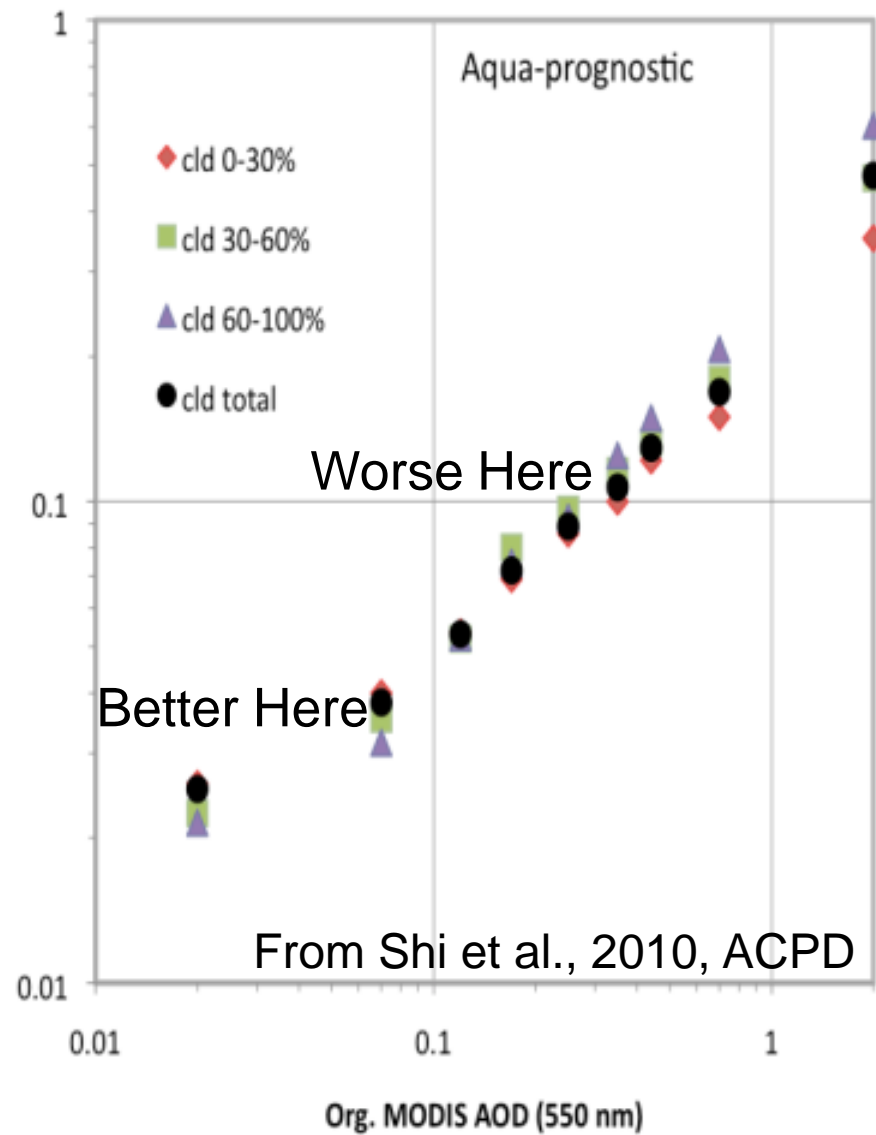 1
Aqua-prognostic
cld 0-30%
cld 30-60%
cld 60-100%
cld total
Worse Here
0.1
Better Here
From Shi et al., 2010, ACPD
0.01
0.01 0.1 1
Org. MODIS AOD (550 nm)